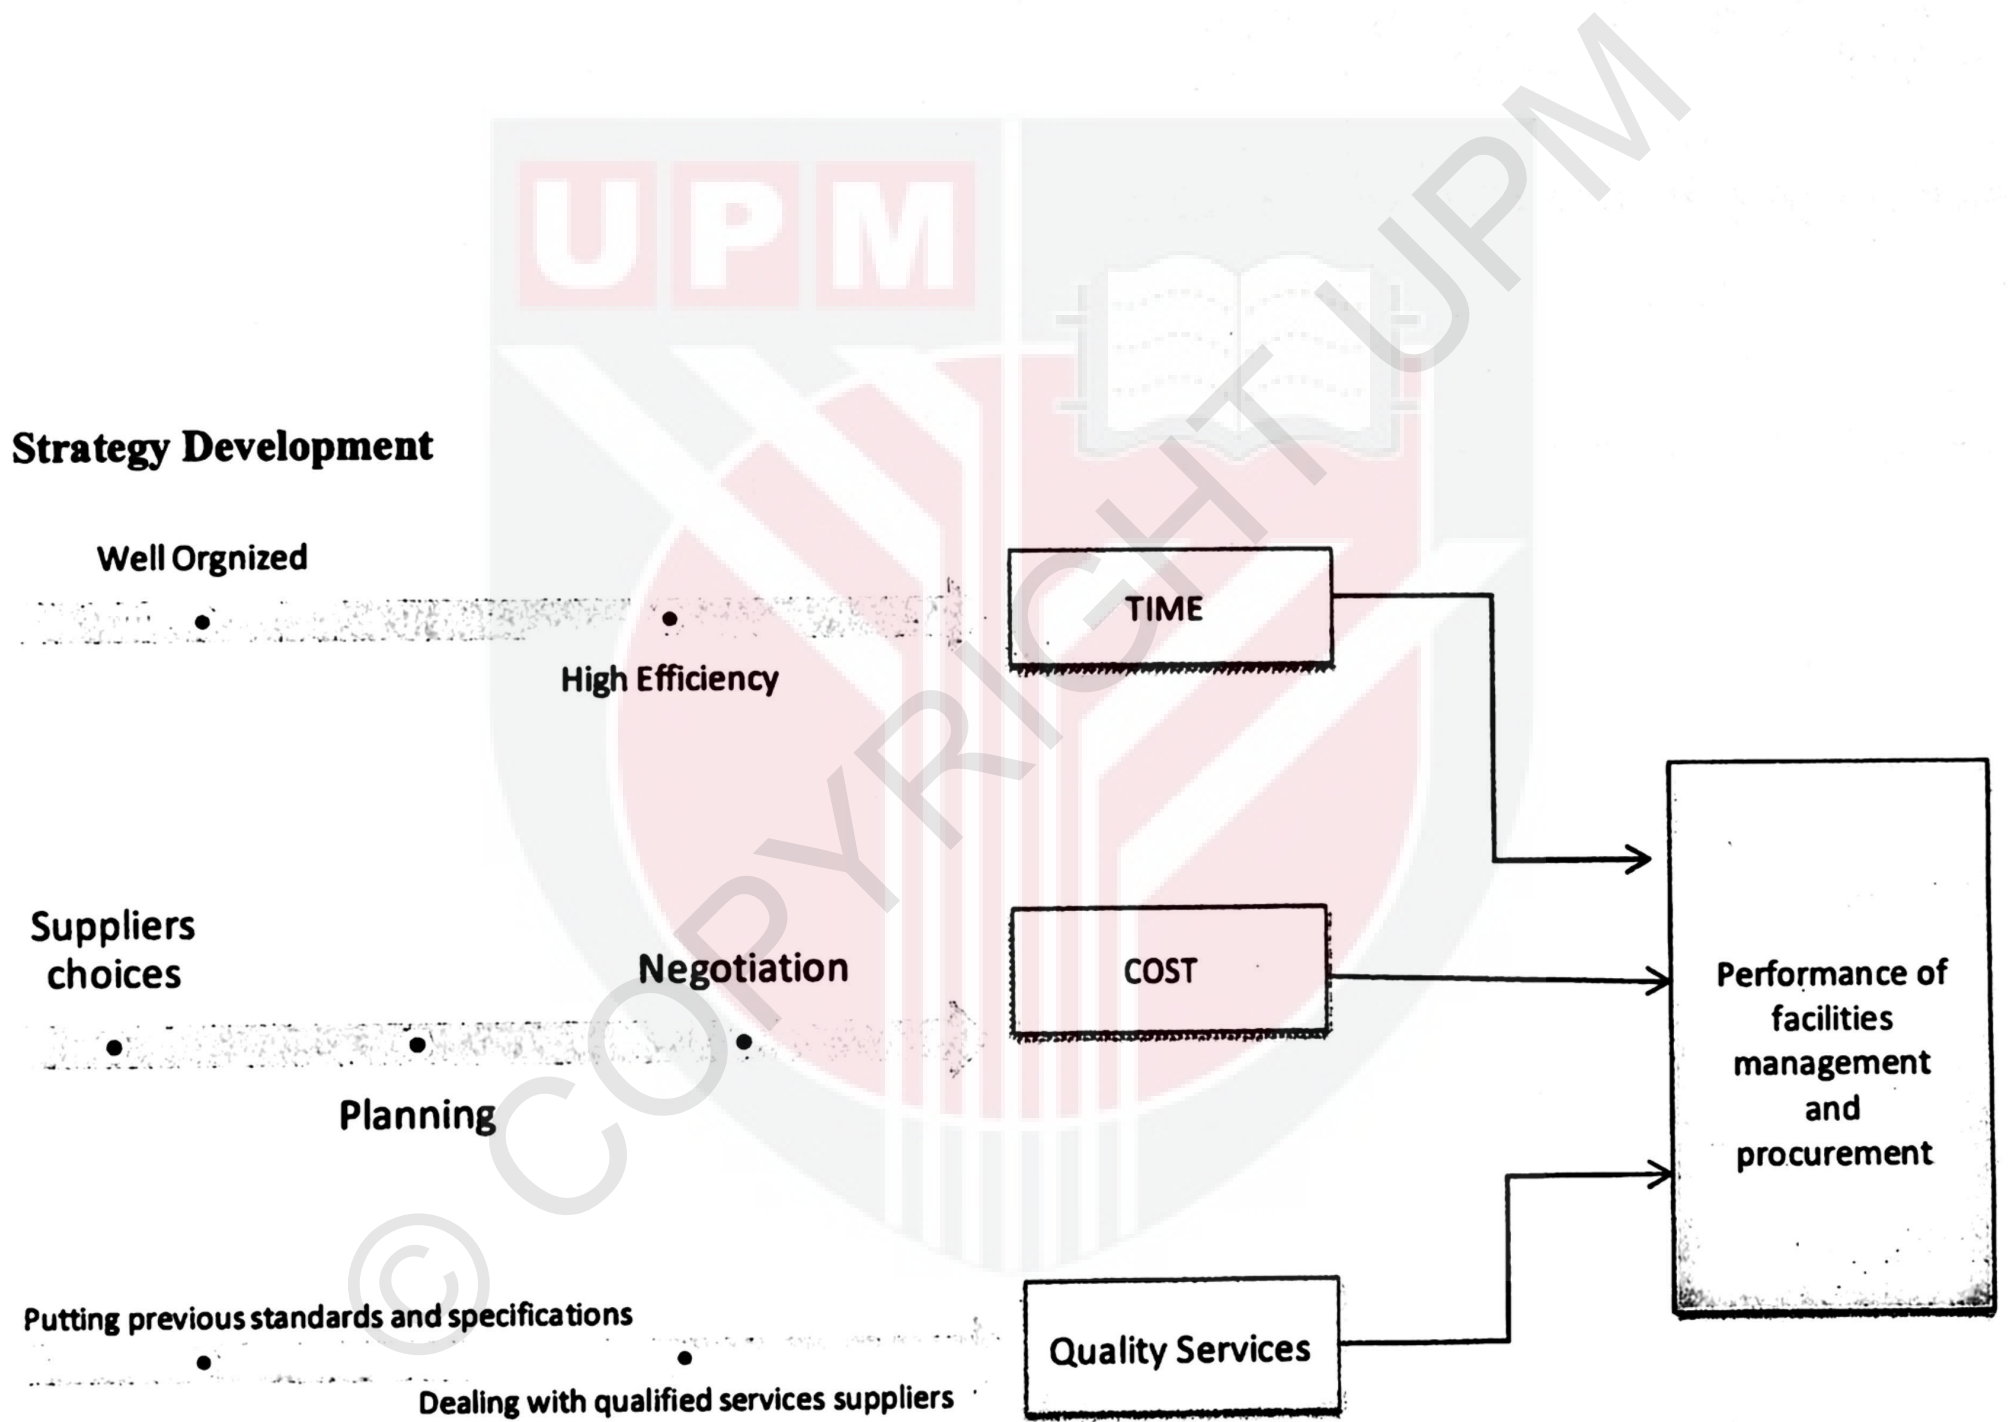 UPM
Strategy Development
Well Orgnized
High Efficiency
TIME
Suppliers
choices
Planning
Negotiation
COST
Putting previous standards and specifications
Dealing with qualified services suppliers
Quality Services
Performance of
facilities
management
and
procurement
© COPYRIGHT UPM